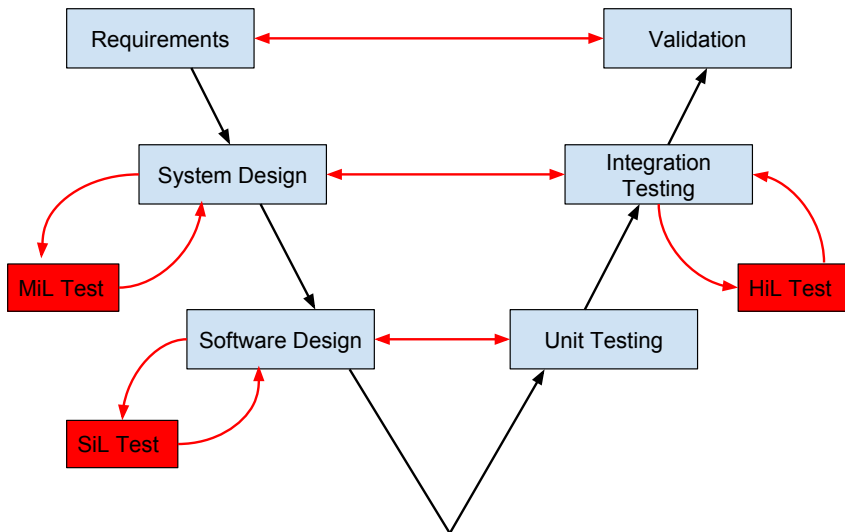 Requirements
Validation
System Design
Integration
Testing
MiL Test
HiL Test
Software Design
Unit Testing
SiL Test